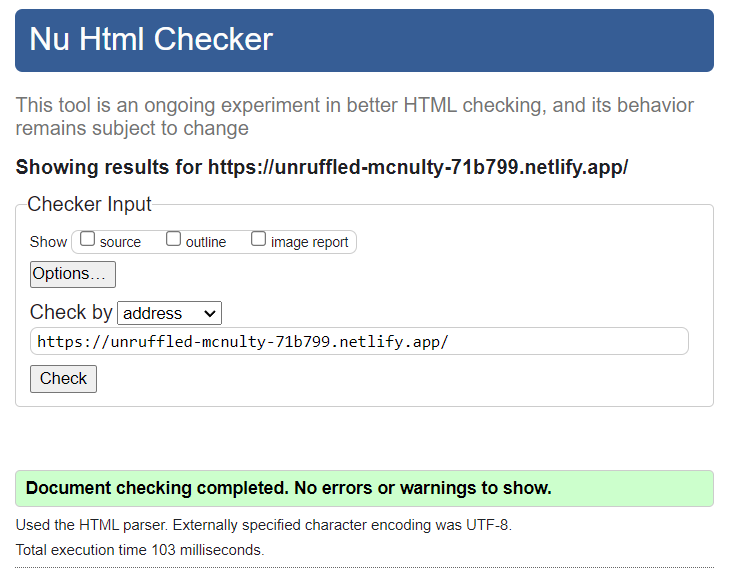 Nu Html Checker
This tool is an ongoing experiment in better HTML checking, and its behavior
remains subject to change
Showing results for https://unruffled-mcnulty-71b799.netlify.app/
Checker Input
Show source outline image report
Options...
Check by address
https://unruffled-mcnulty-71b799.netlify.app/
Check
Document checking completed. No errors or warnings to show.
Used the HTML parser. Externally specified character encoding was UTF-8.
Total execution time 103 milliseconds.